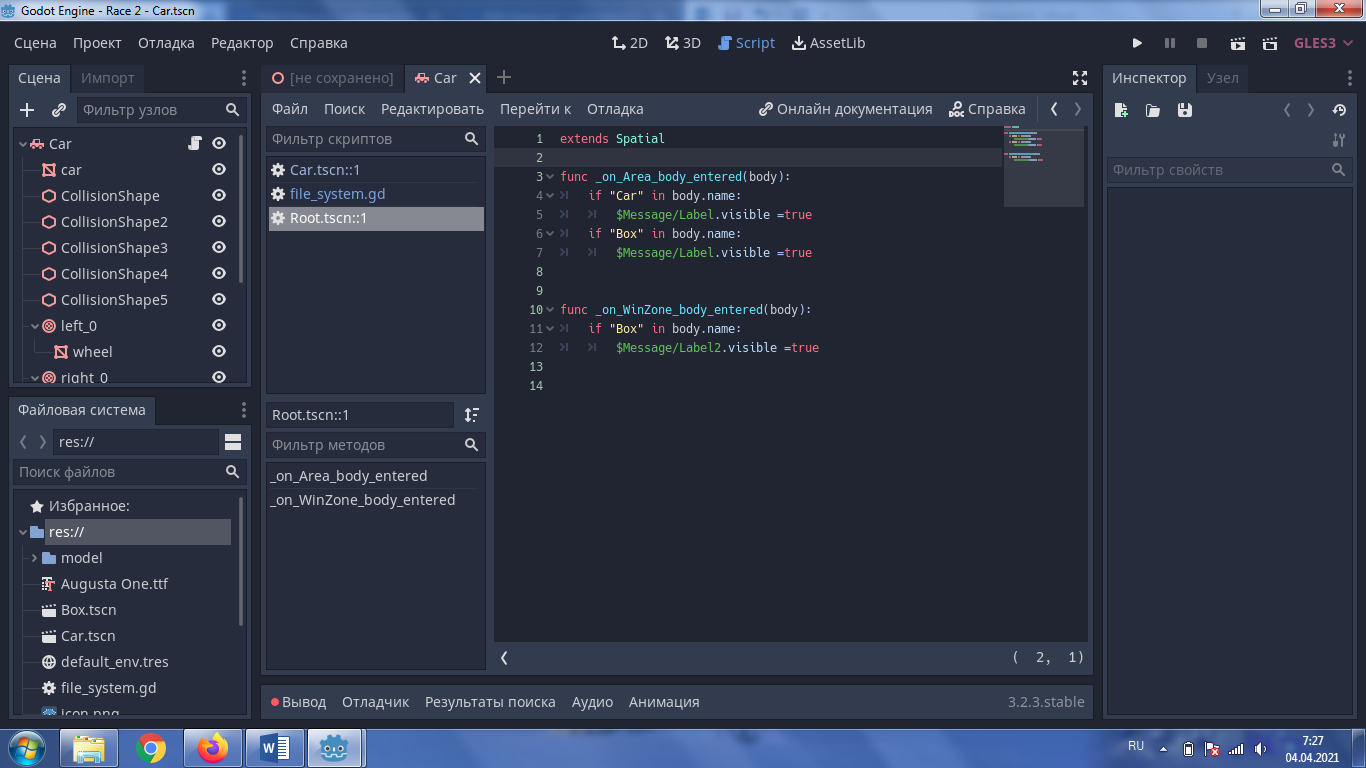 Godot Engine - Race 2 - Car.tscn
Сцена Проект Отладка Редактор Справка 2D 3D Script AssetLib GLES3
Сцена Импорт
Фильтр узлов
Car
car
CollisionShape
CollisionShape2
CollisionShape3
CollisionShape4
CollisionShape5
left_0
wheel
right_0
Файловая система
res://
Поиск файлов
Избранное:
res://
model
Augusta One.ttf
Box.tscn
Car.tscn
default_env.tres
file_system.gd
icon.png
[не сохранено] Car
Файл Поиск Редактировать Перейти к Отладка Онлайн документация Справка
Фильтр скриптов
Car.tscn::1
file_system.gd
Root.tscn::1
Root.tscn::1
Фильтр методов
_on_Area_body_entered
_on_WinZone_body_entered
1 extends Spatial
2
3 func _on_Area_body_entered(body):
4 if "Car" in body.name:
5 $Message/Label.visible =true
6 if "Box" in body.name:
7 $Message/Label.visible =true
8
9
10 func _on_WinZone_body_entered(body):
11 if "Box" in body.name:
12 $Message/Label2.visible =true
13
14
( 2, 1)
Вывод Отладчик Результаты поиска Аудио Анимация 3.2.3.stable
Инспектор Узел
Фильтр свойств
RU
7:27
04.04.2021